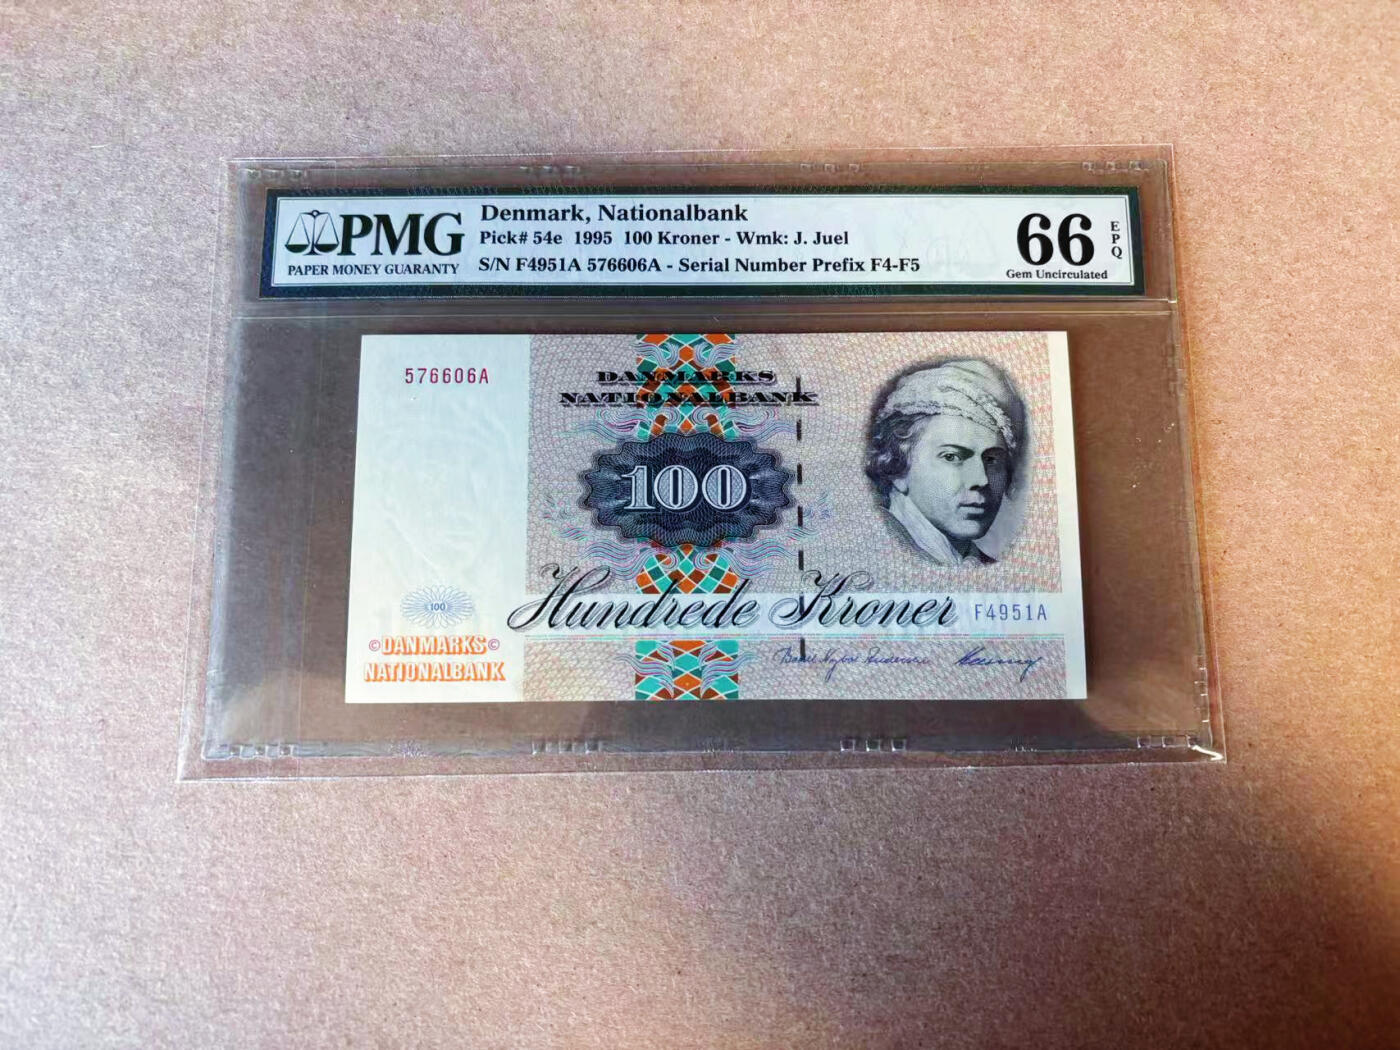 PMG
PAPER MONEY GUARANTY
Denmark, Nationalbank
Pick# 54e 1995 100 Kroner - Wmk: J. Juel
S/N F4951A 576606A - Serial Number Prefix F4-F5
66
EPQ
Gem Uncirculated
576606A
DANMARKS
NATIONALBANK
100
Hundrede Kroner
F4951A
100
©DANMARKS©
NATIONALBANK